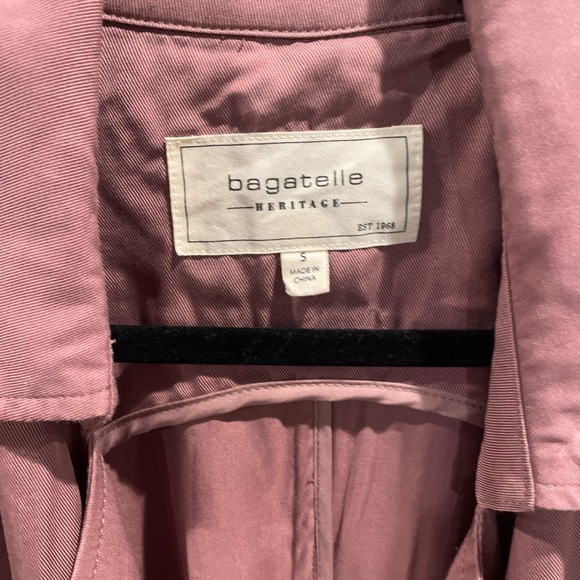 bagatelle
HERITAGE
EST 1968
S
MADE IN
CHINA